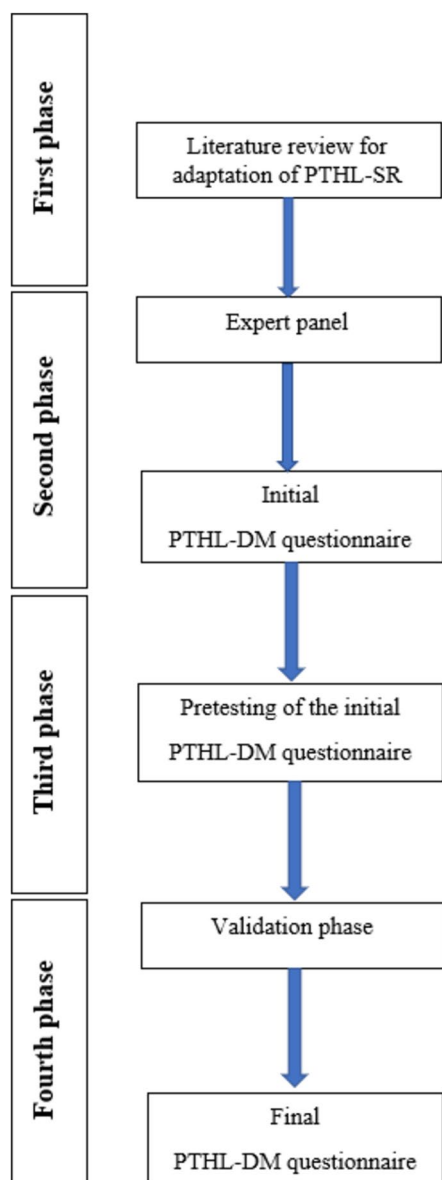 First phase
Literature review for
adaptation of PTHL-SR
Second phase
Expert panel
Initial
PTHL-DM questionnaire
Third phase
Pretesting of the initial
PTHL-DM questionnaire
Fourth phase
Validation phase
Final
PTHL-DM questionnaire